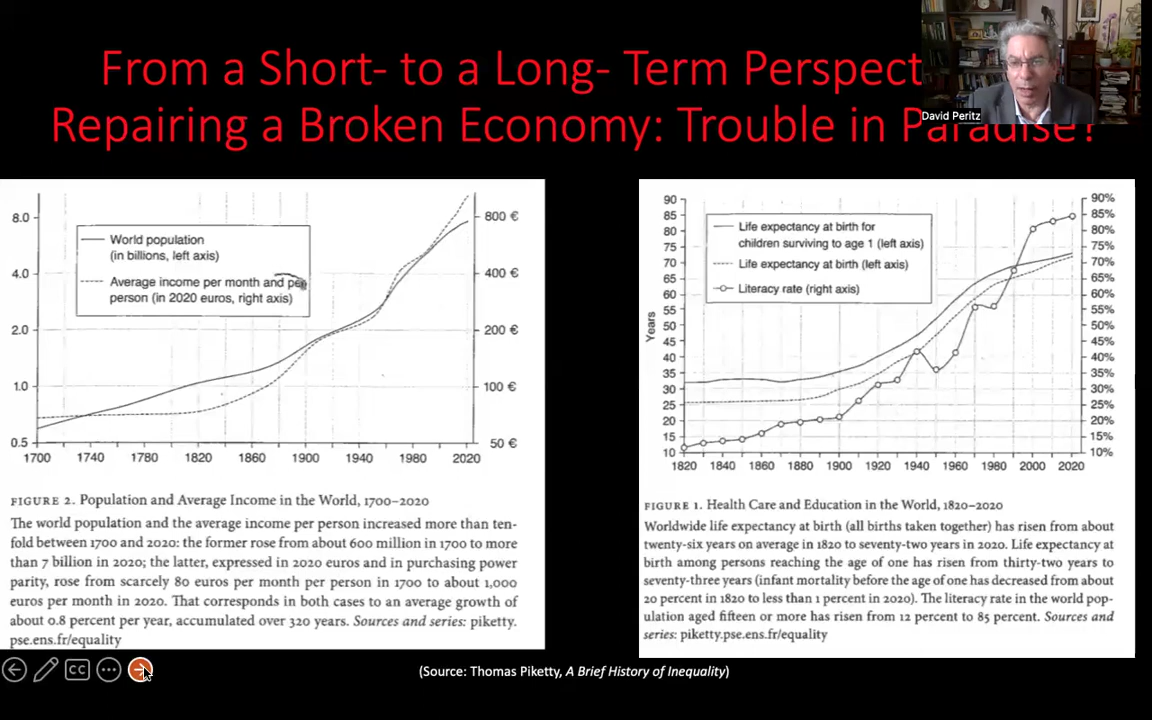 From a Short- to a Long- Term Perspect
Repairing a Broken Economy: Trouble in Paradise?
David Peritz
8.0
4.0
2.0
1.0
0.5
World population
(in billions, left axis)
Average income per month and per
person (in 2020 euros, right axis)
800 €
400 €
200 €
100 €
50 €
1700 1740 1780 1820 1860 1900 1940 1980 2020
FIGURE 2. Population and Average Income in the World, 1700–2020
The world population and the average income per person increased more than ten-
fold between 1700 and 2020: the former rose from about 600 million in 1700 to more
than 7 billion in 2020; the latter, expressed in 2020 euros and in purchasing power
parity, rose from scarcely 80 euros per month per person in 1700 to about 1,000
euros per month in 2020. That corresponds in both cases to an average growth of
about 0.8 percent per year, accumulated over 320 years. Sources and series: piketty.
pse.ens.fr/equality
Years
90
85
80
75
70
65
60
55
50
45
40
35
30
25
20
15
10
Life expectancy at birth for
children surviving to age 1 (left axis)
Life expectancy at birth (left axis)
Literacy rate (right axis)
90%
85%
80%
75%
70%
65%
60%
55%
50%
45%
40%
35%
30%
25%
20%
15%
10%
1820 1840 1860 1880 1900 1920 1940 1960 1980 2000 2020
FIGURE 1. Health Care and Education in the World, 1820–2020
Worldwide life expectancy at birth (all births taken together) has risen from about
twenty-six years on average in 1820 to seventy-two years in 2020. Life expectancy at
birth among persons reaching the age of one has risen from thirty-two years to
seventy-three years (infant mortality before the age of one has decreased from about
20 percent in 1820 to less than 1 percent in 2020). The literacy rate in the world pop-
ulation aged fifteen or more has risen from 12 percent to 85 percent. Sources and
series: piketty.pse.ens.fr/equality
CC
(Source: Thomas Piketty, A Brief History of Inequality)